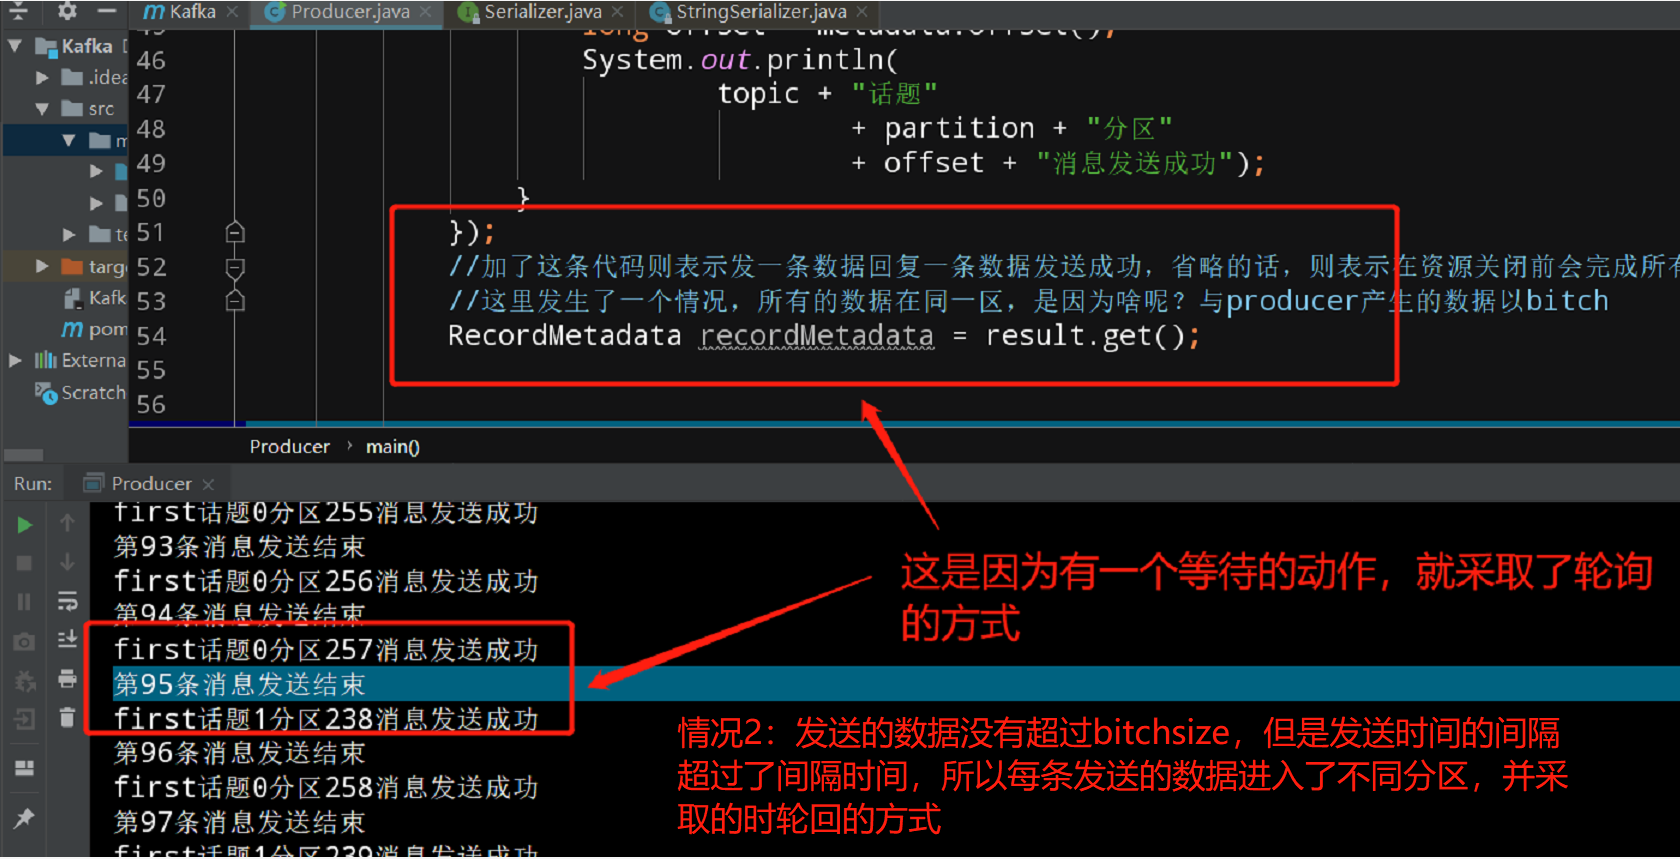 Kafka × Producer.java × Serializer.java × StringSerializer.java ×
Kafka
46 System.out.println(
.idea
47 topic + "话题"
src
48 + partition + "分区"
m
49 + offset + "消息发送成功");
50 }
te
51 });
targ
52 //加了这条代码则表示发一条数据回复一条数据发送成功，省略的话，则表示在资源关闭前会完成所有
Kafk
53 //这里发生了一个情况，所有的数据在同一区，是因为啥呢？与producer产生的数据以bitch
pom
54 RecordMetadata recordMetadata = result.get();
Externa
55
Scratch
56
Producer › main()
Run: Producer ×
first话题0分区255消息发送成功
第93条消息发送结束
first话题0分区256消息发送成功
第94条消息发送结束
first话题0分区257消息发送成功
第95条消息发送结束
first话题1分区238消息发送成功
第96条消息发送结束
first话题0分区258消息发送成功
第97条消息发送结束
first话题1分区239消息发送成功
这是因为有一个等待的动作，就采取了轮询
的方式
情况2：发送的数据没有超过bitchsize，但是发送时间的间隔
超过了间隔时间，所以每条发送的数据进入了不同分区，并采
取的时轮回的方式